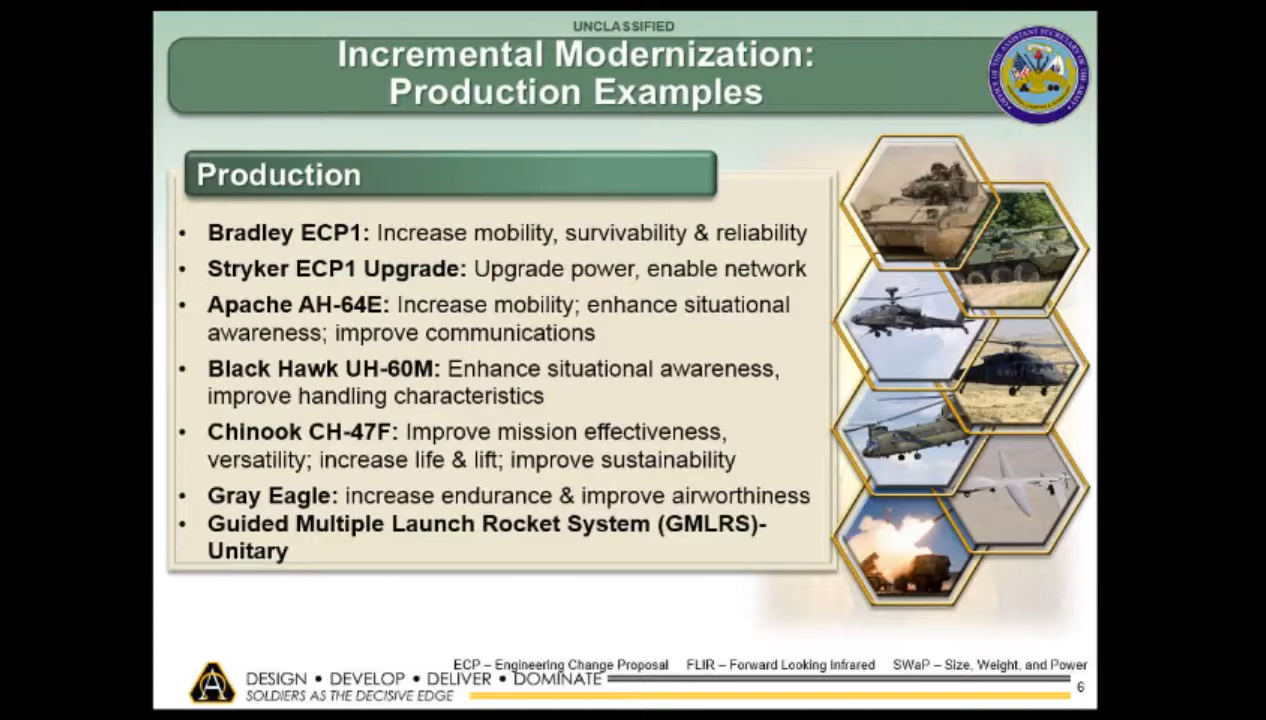 UNCLASSIFIED
Incremental Modernization:
Production Examples
Production
• Bradley ECP1: Increase mobility, survivability & reliability
• Stryker ECP1 Upgrade: Upgrade power, enable network
• Apache AH-64E: Increase mobility; enhance situational
awareness; improve communications
• Black Hawk UH-60M: Enhance situational awareness,
improve handling characteristics
• Chinook CH-47F: Improve mission effectiveness,
versatility; increase life & lift; improve sustainability
• Gray Eagle: increase endurance & improve airworthiness
• Guided Multiple Launch Rocket System (GMLRS)-
Unitary
ECP – Engineering Change Proposal FLIR – Forward Looking Infrared SWaP – Size, Weight, and Power
DESIGN • DEVELOP • DELIVER • DOMINATE
SOLDIERS AS THE DECISIVE EDGE
6